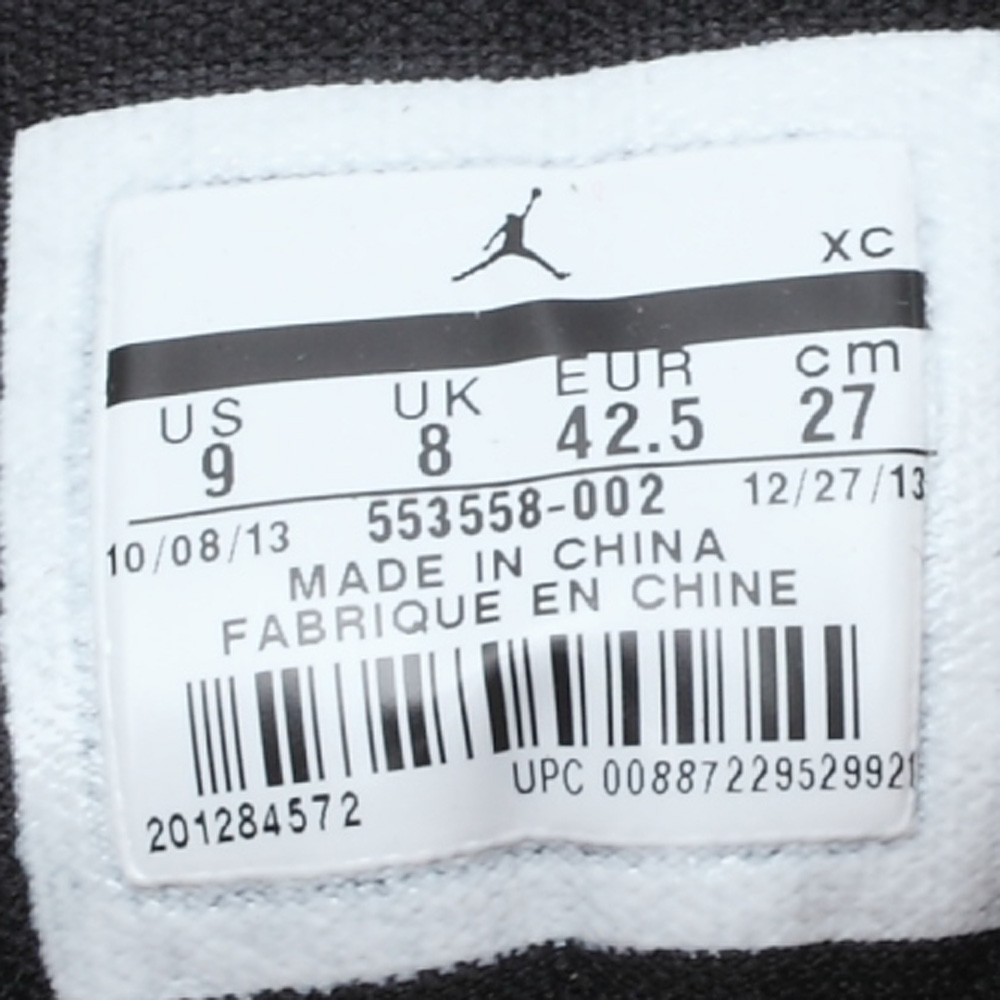 XC
US UK EUR cm
9 8 42.5 27
10/08/13 553558-002 12/27/13
MADE IN CHINA
FABRIQUE EN CHINE
UPC 00887229529921
201284572